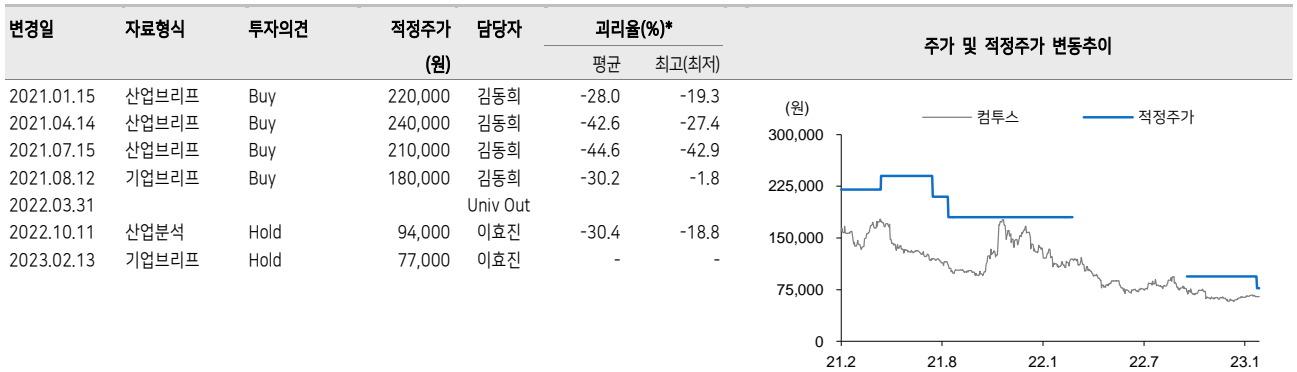 변경일 자료형식 투자의견 적정주가 담당자 괴리율(%)* 주가 및 적정주가 변동추이
(원) 평균 최고(최저)
2021.01.15 산업브리프 Buy 220,000 김동희 -28.0 -19.3
2021.04.14 산업브리프 Buy 240,000 김동희 -42.6 -27.4
2021.07.15 산업브리프 Buy 210,000 김동희 -44.6 -42.9
2021.08.12 기업브리프 Buy 180,000 김동희 -30.2 -1.8
2022.03.31 Univ Out
2022.10.11 산업분석 Hold 94,000 이효진 -30.4 -18.8
2023.02.13 기업브리프 Hold 77,000 이효진 - -
(원) 컴투스 적정주가
300,000
225,000
150,000
75,000
0
21.2 21.8 22.1 22.7 23.1